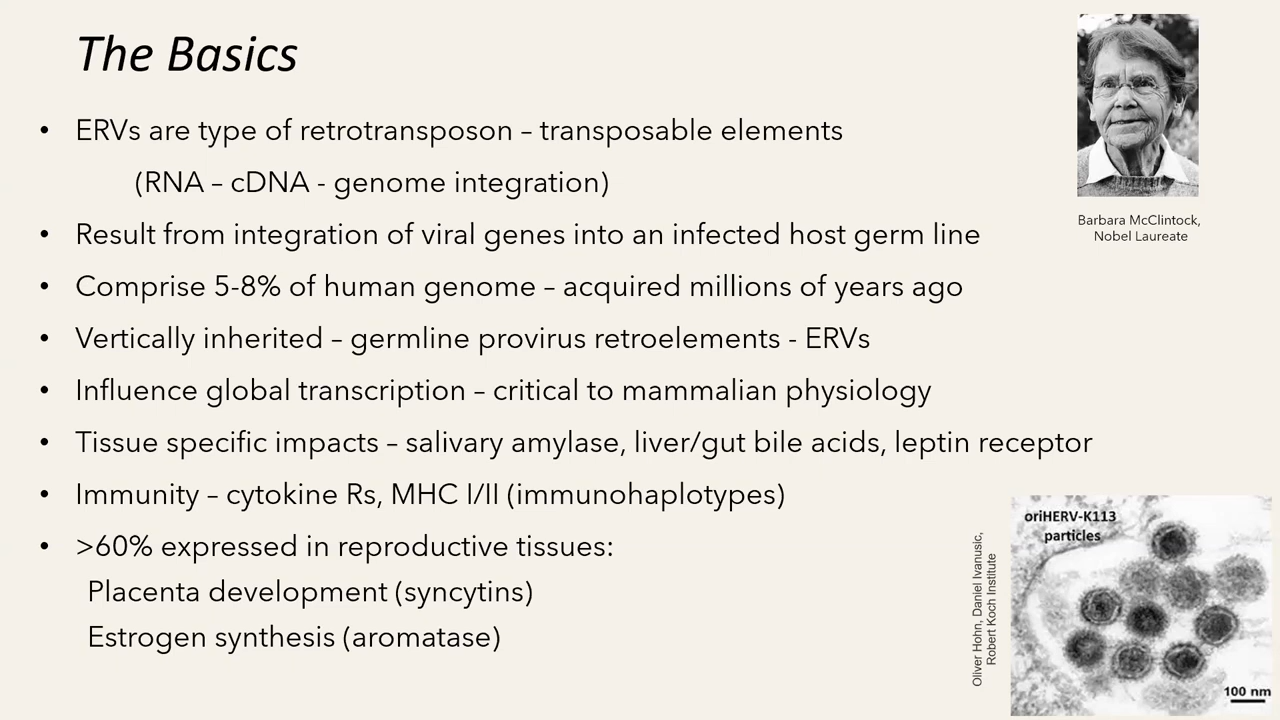 The Basics
• ERVs are type of retrotransposon – transposable elements
(RNA – cDNA - genome integration)
• Result from integration of viral genes into an infected host germ line
• Comprise 5-8% of human genome – acquired millions of years ago
• Vertically inherited – germline provirus retroelements - ERVs
• Influence global transcription – critical to mammalian physiology
• Tissue specific impacts – salivary amylase, liver/gut bile acids, leptin receptor
• Immunity – cytokine Rs, MHC I/II (immunohaplotypes)
• >60% expressed in reproductive tissues:
Placenta development (syncytins)
Estrogen synthesis (aromatase)
Barbara McClintock,
Nobel Laureate
oriHERV-K113
particles
Oliver Hohn, Daniel Ivanusic,
Robert Koch Institute
100 nm